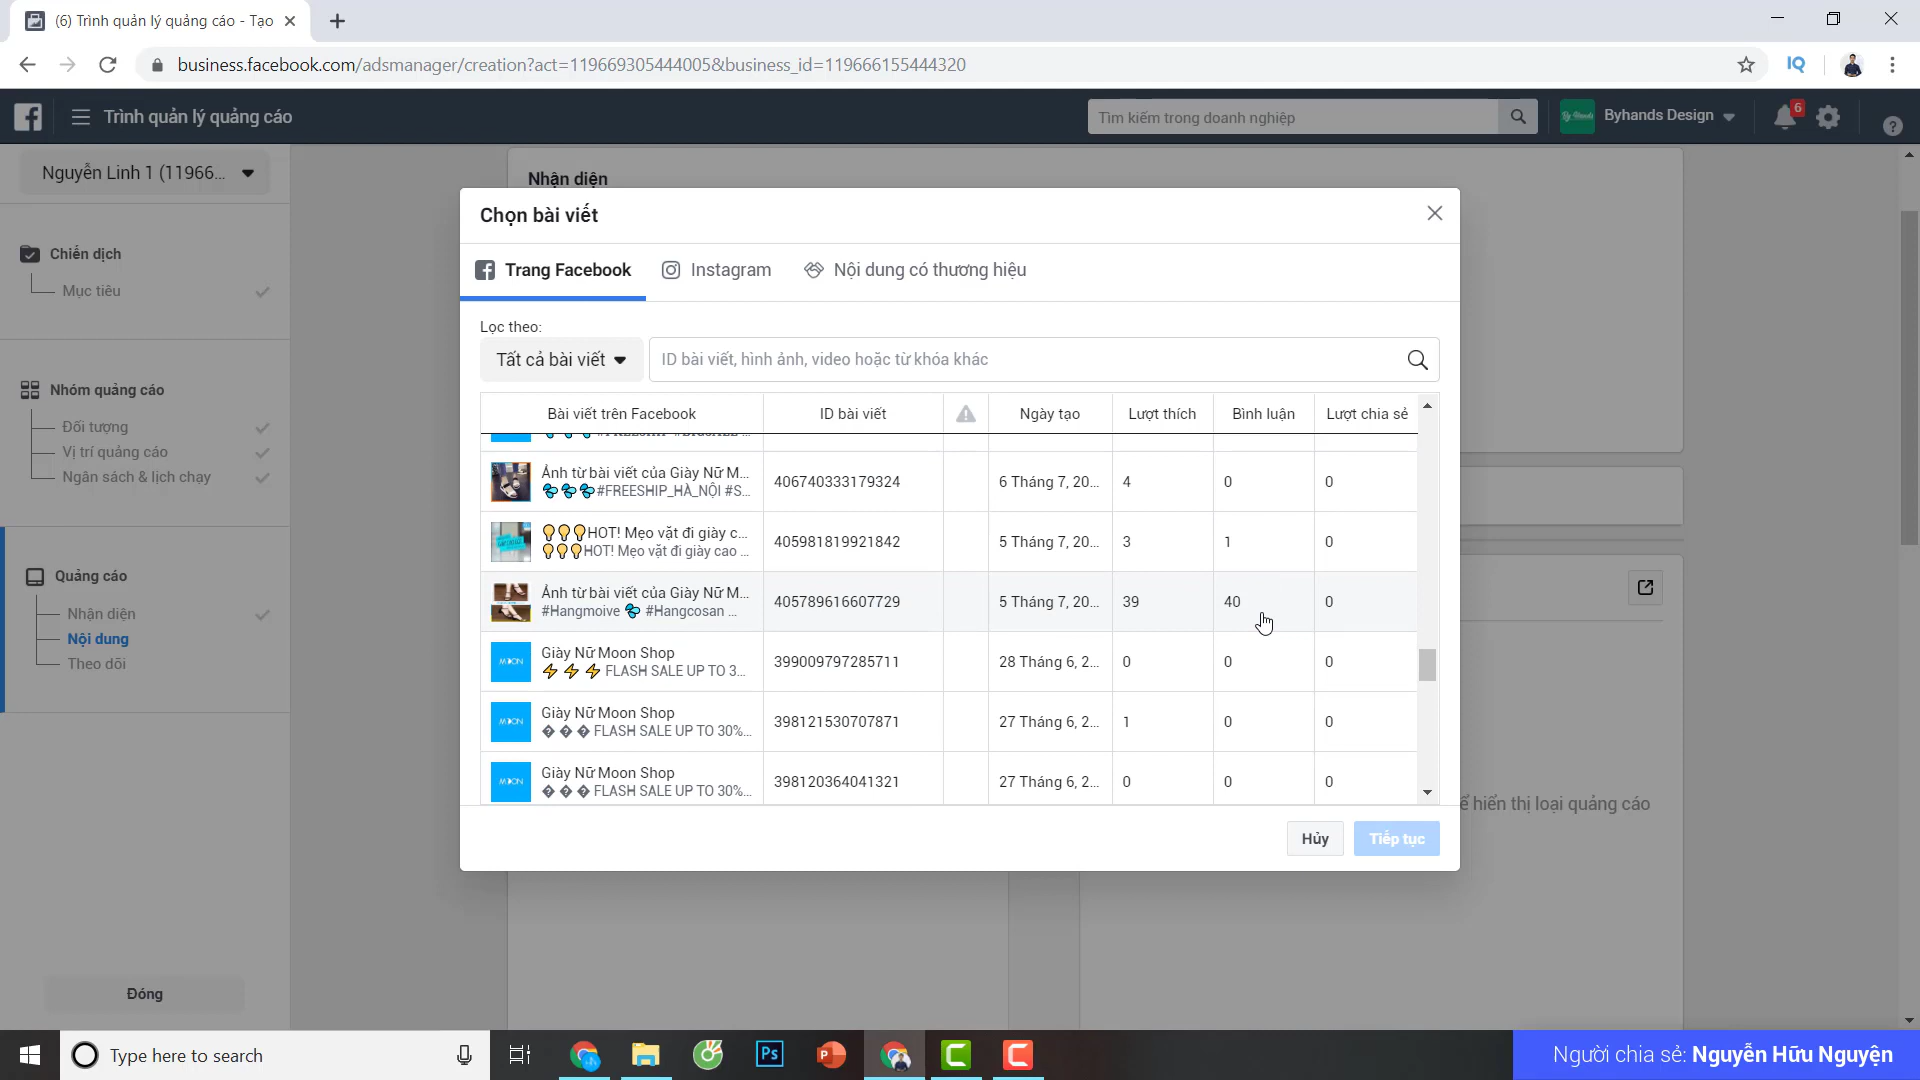 (6) Trình quản lý quảng cáo - Tạo
business.facebook.com/adsmanager/creation?act=119669305444005&business_id=119666155444320
IQ
Trình quản lý quảng cáo
Tìm kiếm trong doanh nghiệp
Byhands Design
6
Nguyễn Linh 1 (11966...
Chiến dịch
Mục tiêu
Nhóm quảng cáo
Đối tượng
Vị trí quảng cáo
Ngân sách & lịch chạy
Quảng cáo
Nhận diện
Nội dung
Theo dõi
Đóng
Nhận diện
Chọn bài viết
Trang Facebook
Instagram
Nội dung có thương hiệu
Lọc theo:
Tất cả bài viết
ID bài viết, hình ảnh, video hoặc từ khóa khác
Bài viết trên Facebook ID bài viết Ngày tạo Lượt thích Bình luận Lượt chia sẻ
Ảnh từ bài viết của Giày Nữ M...
#FREESHIP_HÀ_NỘI #S...
406740333179324 6 Tháng 7, 20... 4 0 0
HOT! Mẹo vặt đi giày c...
HOT! Mẹo vặt đi giày cao ...
405981819921842 5 Tháng 7, 20... 3 1 0
Ảnh từ bài viết của Giày Nữ M...
#Hangmoive #Hangcosan ...
405789616607729 5 Tháng 7, 20... 39 40 0
MOON
Giày Nữ Moon Shop
FLASH SALE UP TO 3...
399009797285711 28 Tháng 6, 2... 0 0 0
MOON
Giày Nữ Moon Shop
� � � FLASH SALE UP TO 30%...
398121530707871 27 Tháng 6, 2... 1 0 0
MOON
Giày Nữ Moon Shop
� � � FLASH SALE UP TO 30%...
398120364041321 27 Tháng 6, 2... 0 0 0
Hủy
Tiếp tục
hiển thị loại quảng cáo
Type here to search
Ps
Người chia sẻ: Nguyễn Hữu Nguyện